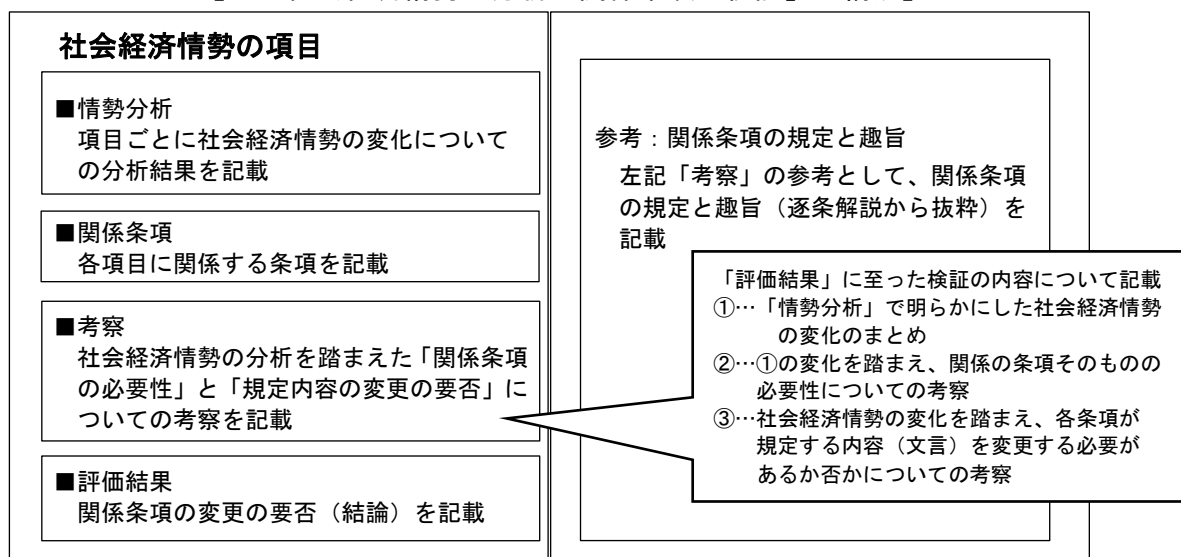 社会経済情勢の項目
■情勢分析
項目ごとに社会経済情勢の変化について
の分析結果を記載
■関係条項
各項目に関係する条項を記載
■考察
社会経済情勢の分析を踏まえた「関係条項
の必要性」と「規定内容の変更の要否」に
ついての考察を記載
■評価結果
関係条項の変更の要否（結論）を記載
参考：関係条項の規定と趣旨
左記「考察」の参考として、関係条項
の規定と趣旨（逐条解説から抜粋）を
記載
「評価結果」に至った検証の内容について記載
①…「情勢分析」で明らかにした社会経済情勢
の変化のまとめ
②…①の変化を踏まえ、関係の条項そのものの
必要性についての考察
③…社会経済情勢の変化を踏まえ、各条項が
規定する内容（文言）を変更する必要が
あるか否かについての考察